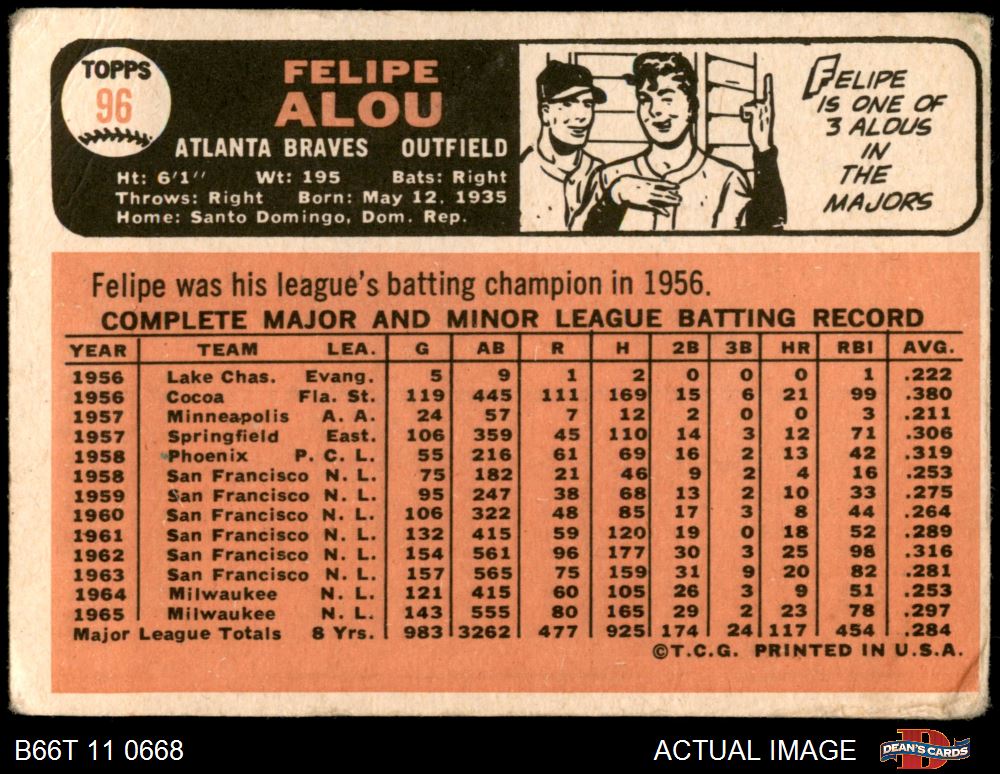 TOPPS
96
FELIPE
ALOU
ATLANTA BRAVES OUTFIELD
Ht: 6'1" Wt: 195 Bats: Right
Throws: Right Born: May 12, 1935
Home: Santo Domingo, Dom. Rep.
FELIPE
IS ONE OF
3 ALOUS
IN
THE
MAJORS
Felipe was his league's batting champion in 1956.
COMPLETE MAJOR AND MINOR LEAGUE BATTING RECORD
YEAR TEAM LEA. G AB R H 2B 3B HR RBI AVG.
1956 Lake Chas. Evang. 5 9 1 2 0 0 0 1 .222
1956 Cocoa Fla. St. 119 445 111 169 15 6 21 99 .380
1957 Minneapolis A. A. 24 57 7 12 2 0 0 3 .211
1957 Springfield East. 106 359 45 110 14 3 12 71 .306
1958 Phoenix P. C. L. 55 216 61 69 16 2 13 42 .319
1958 San Francisco N. L. 75 182 21 46 9 2 4 16 .253
1959 San Francisco N. L. 95 247 38 68 13 2 10 33 .275
1960 San Francisco N. L. 106 322 48 85 17 3 8 44 .264
1961 San Francisco N. L. 132 415 59 120 19 0 18 52 .289
1962 San Francisco N. L. 154 561 96 177 30 3 25 98 .316
1963 San Francisco N. L. 157 565 75 159 31 9 20 82 .281
1964 Milwaukee N. L. 121 415 60 105 26 3 9 51 .253
1965 Milwaukee N. L. 143 555 80 165 29 2 23 78 .297
Major League Totals 8 Yrs. 983 3262 477 925 174 24 117 454 .284
©T.C.G. PRINTED IN U.S.A.
B66T 11 0668 ACTUAL IMAGE DEAN'S CARDS